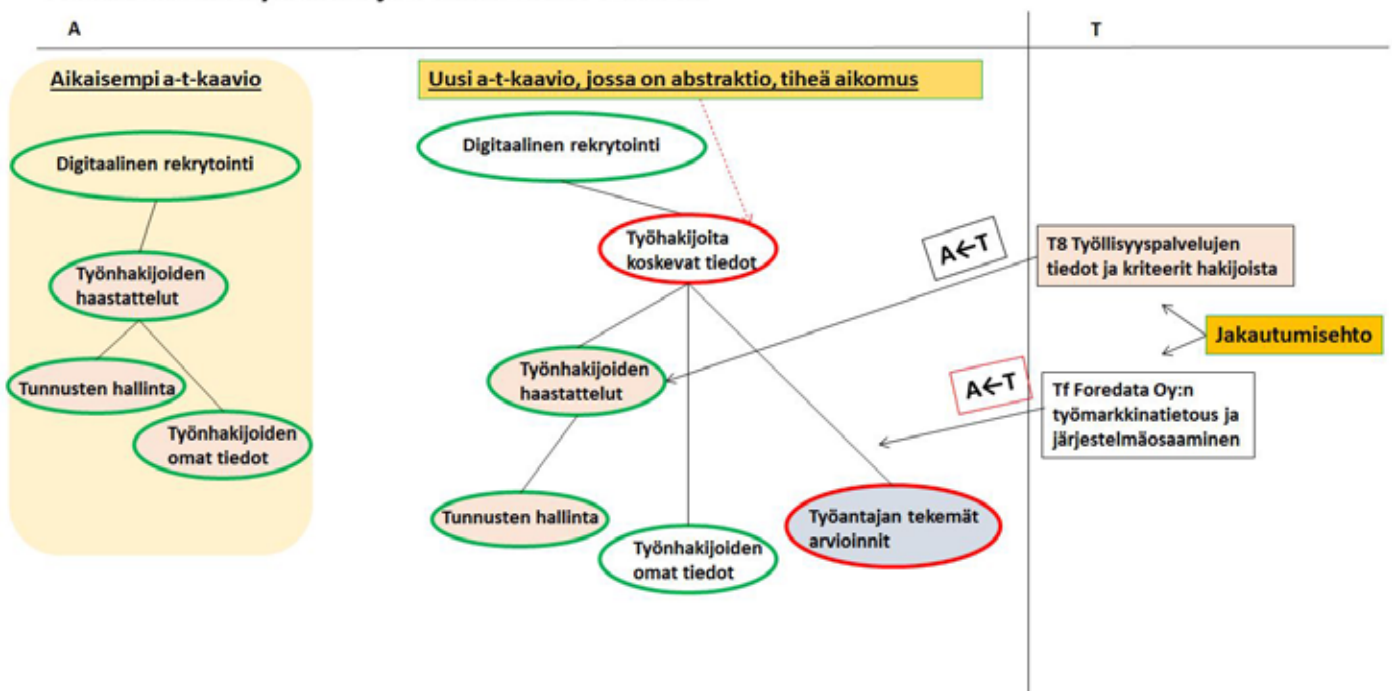 A
T
Aikaisempi a-t-kaavio
Digitaalinen rekrytointi
Työnhakijoiden
haastattelut
Tunnusten hallinta
Työnhakijoiden
omat tiedot
Uusi a-t-kaavio, jossa on abstraktio, tiheä aikomus
Digitaalinen rekrytointi
Työhakijoita
koskevat tiedot
Työnhakijoiden
haastattelut
Tunnusten hallinta
Työnhakijoiden
omat tiedot
Työantajan tekemät
arvioinnit
A←T
A←T
T8 Työllisyyspalvelujen
tiedot ja kriteerit hakijoista
Jakautumisehto
Tf Foredata Oy:n
työmarkkinatietous ja
järjestelmäosaaminen